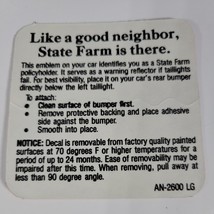 Like a good neighbor,
State Farm is there.
This emblem on your car identifies you as a State Farm
policyholder. It serves as a warning reflector if taillights
fail. For best visibility, place it on your car's rear bumper
directly below the left taillight.
To attach:
● Clean surface of bumper first.
● Remove protective backing and place adhesive
side against the bumper.
● Smooth into place.
NOTICE: Decal is removable from factory quality painted
surfaces at 70 degrees F or higher temperatures for a
period of up to 24 months. Ease of removability may be
impaired after this time. When removing, pull away at
less than 90 degree angle.
AN-2600 LG